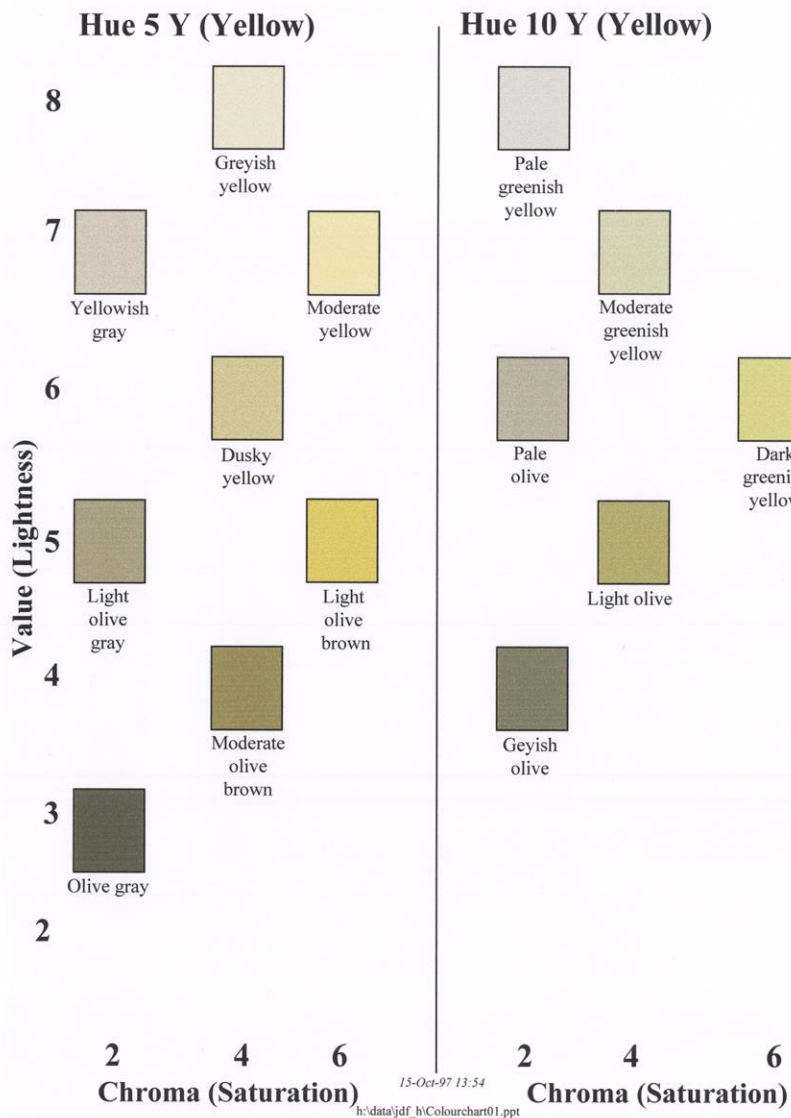 Hue 5 Y (Yellow)
Hue 10 Y (Yellow)
8
Greyish
yellow
Pale
greenish
yellow
7
Yellowish
gray
Moderate
yellow
Moderate
greenish
yellow
6
Dusky
yellow
Pale
olive
Dark
greenis
yellow
Value (Lightness)
5
Light
olive
gray
Light
olive
brown
Light olive
4
Moderate
olive
brown
Geyish
olive
3
Olive gray
2
2 4 6
2 4 6
Chroma (Saturation)
15-Oct-97 13:54
Chroma (Saturation)
h:\data\jdf_h\Colourchart01.ppt